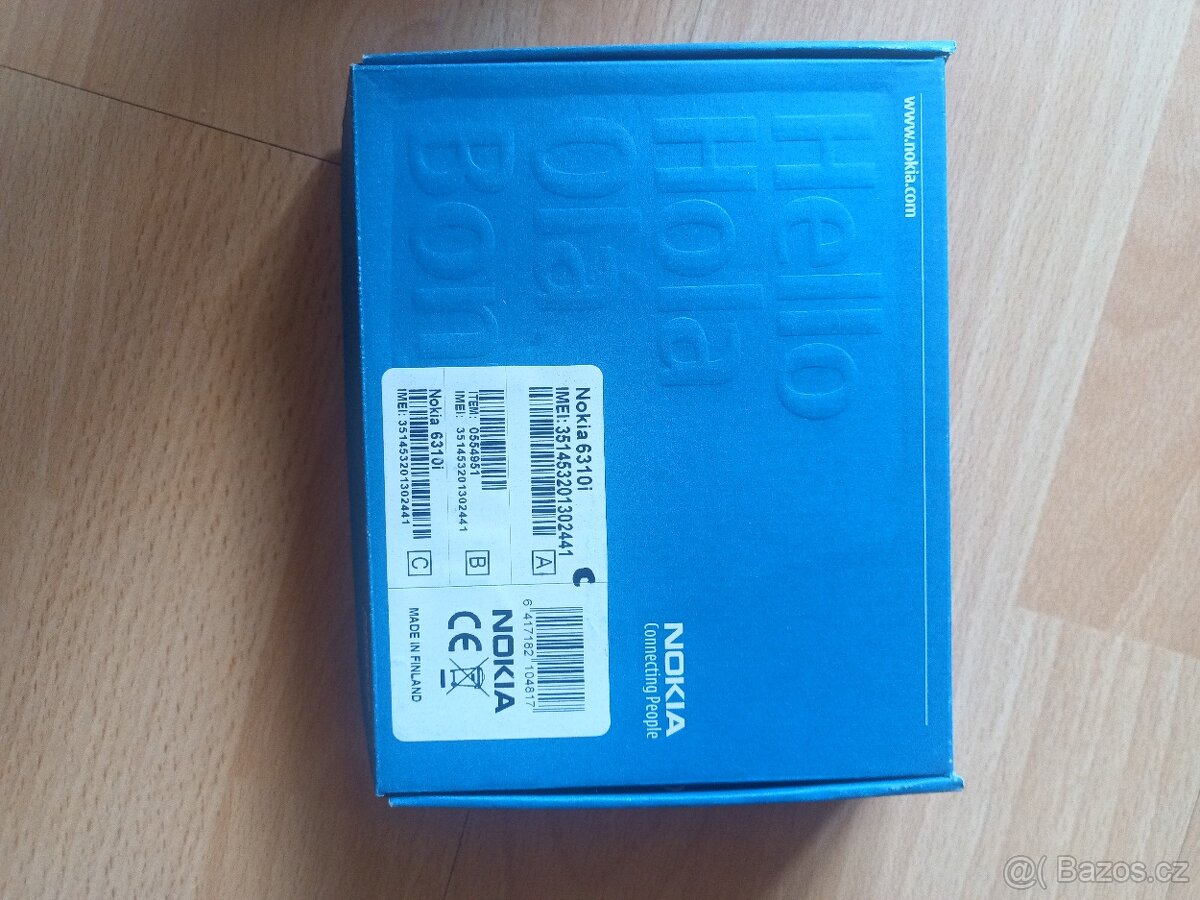 www.nokia.com
Hello
Hola
Olá
Bon
Nokia 6310i
IMEI: 351453201302441
A
ITEM: 0554951
IMEI: 351453201302441
B
Nokia 6310i
IMEI: 351453201302441
C
6 417182 104817
NOKIA
CE
MADE IN FINLAND
NOKIA
Connecting People
@( Bazos.cz